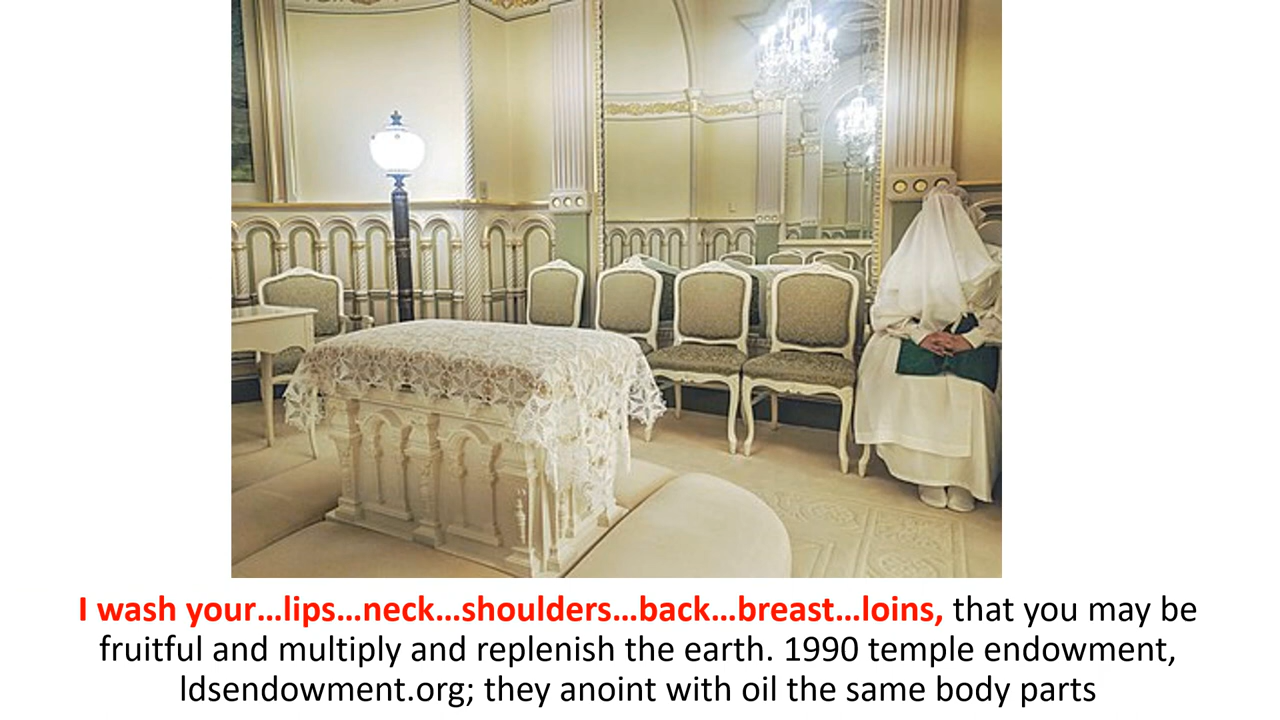 I wash your…lips…neck…shoulders…back…breast…loins, that you may be
fruitful and multiply and replenish the earth. 1990 temple endowment,
ldsendowment.org; they anoint with oil the same body parts